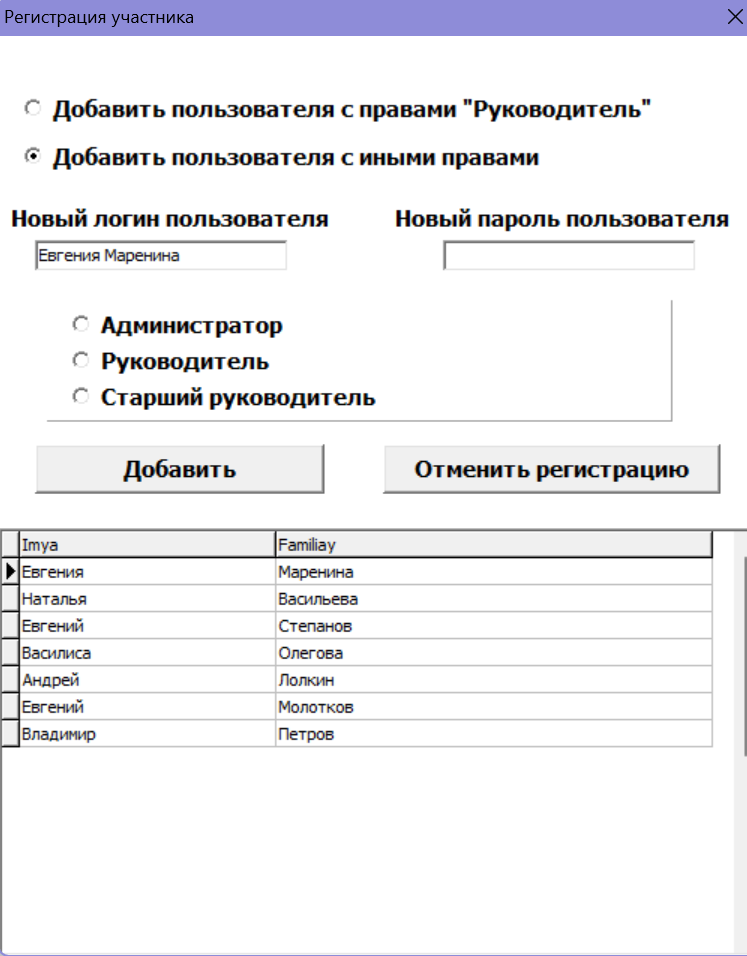 Регистрация участника
Добавить пользователя с правами "Руководитель"
Добавить пользователя с иными правами
Новый логин пользователя Новый пароль пользователя
Евгения Маренина
Администратор
Руководитель
Старший руководитель
Добавить Отменить регистрацию
Imya Familiay
Евгения Маренина
Наталья Васильева
Евгений Степанов
Василиса Олегова
Андрей Лолкин
Евгений Молотков
Владимир Петров